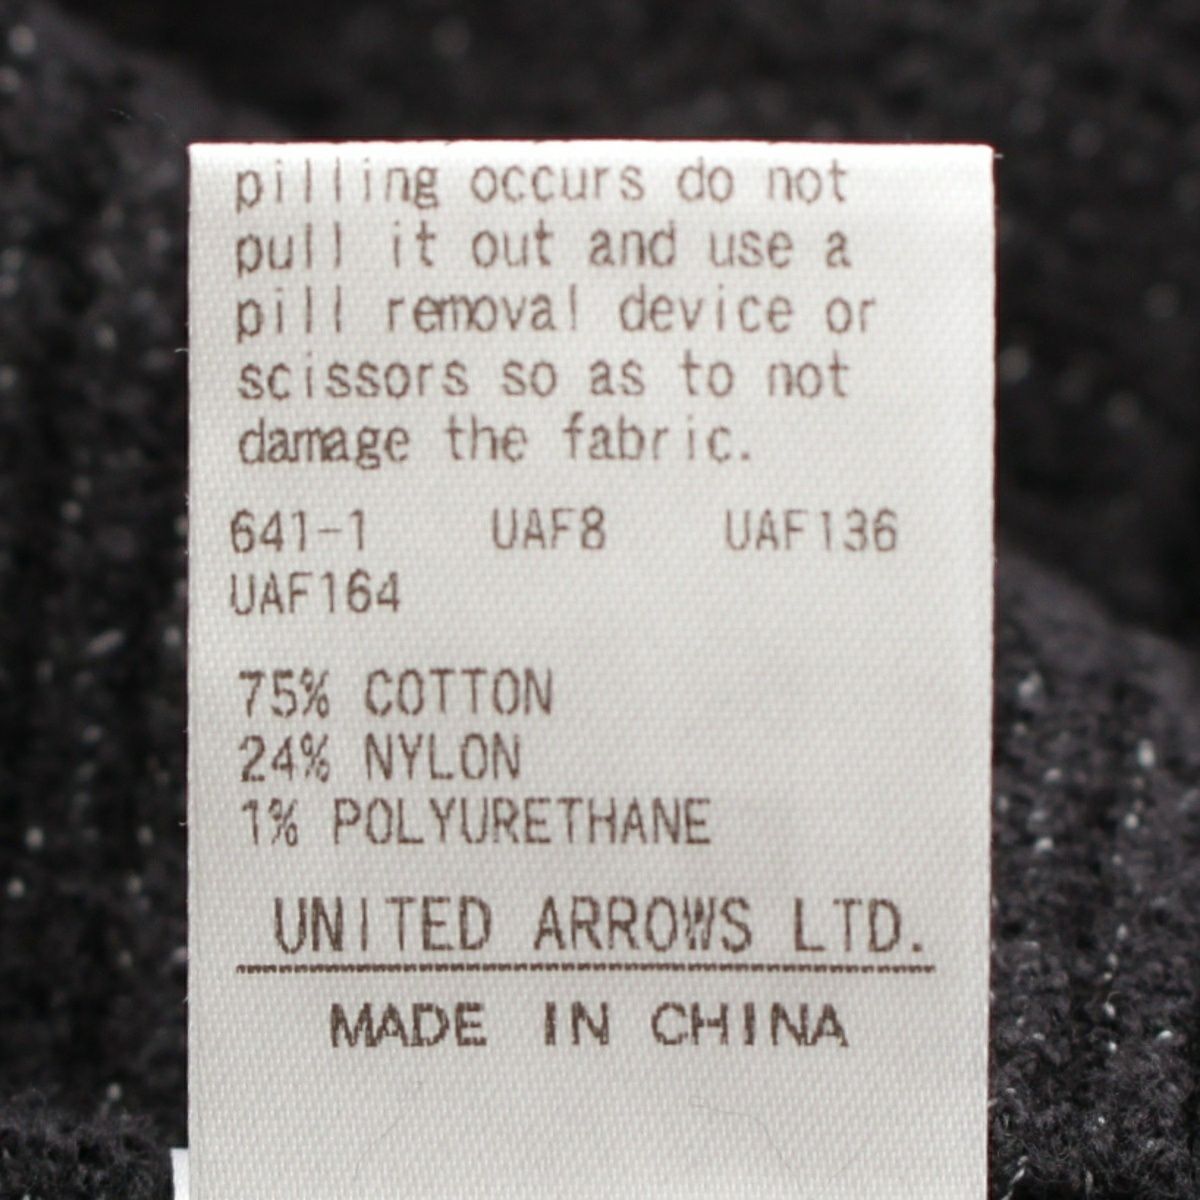 pilling occurs do not
pull it out and use a
pill removal device or
scissors so as to not
damage the fabric.
641-1 UAF8 UAF136
UAF164
75% COTTON
24% NYLON
1% POLYURETHANE
UNITED ARROWS LTD.
MADE IN CHINA